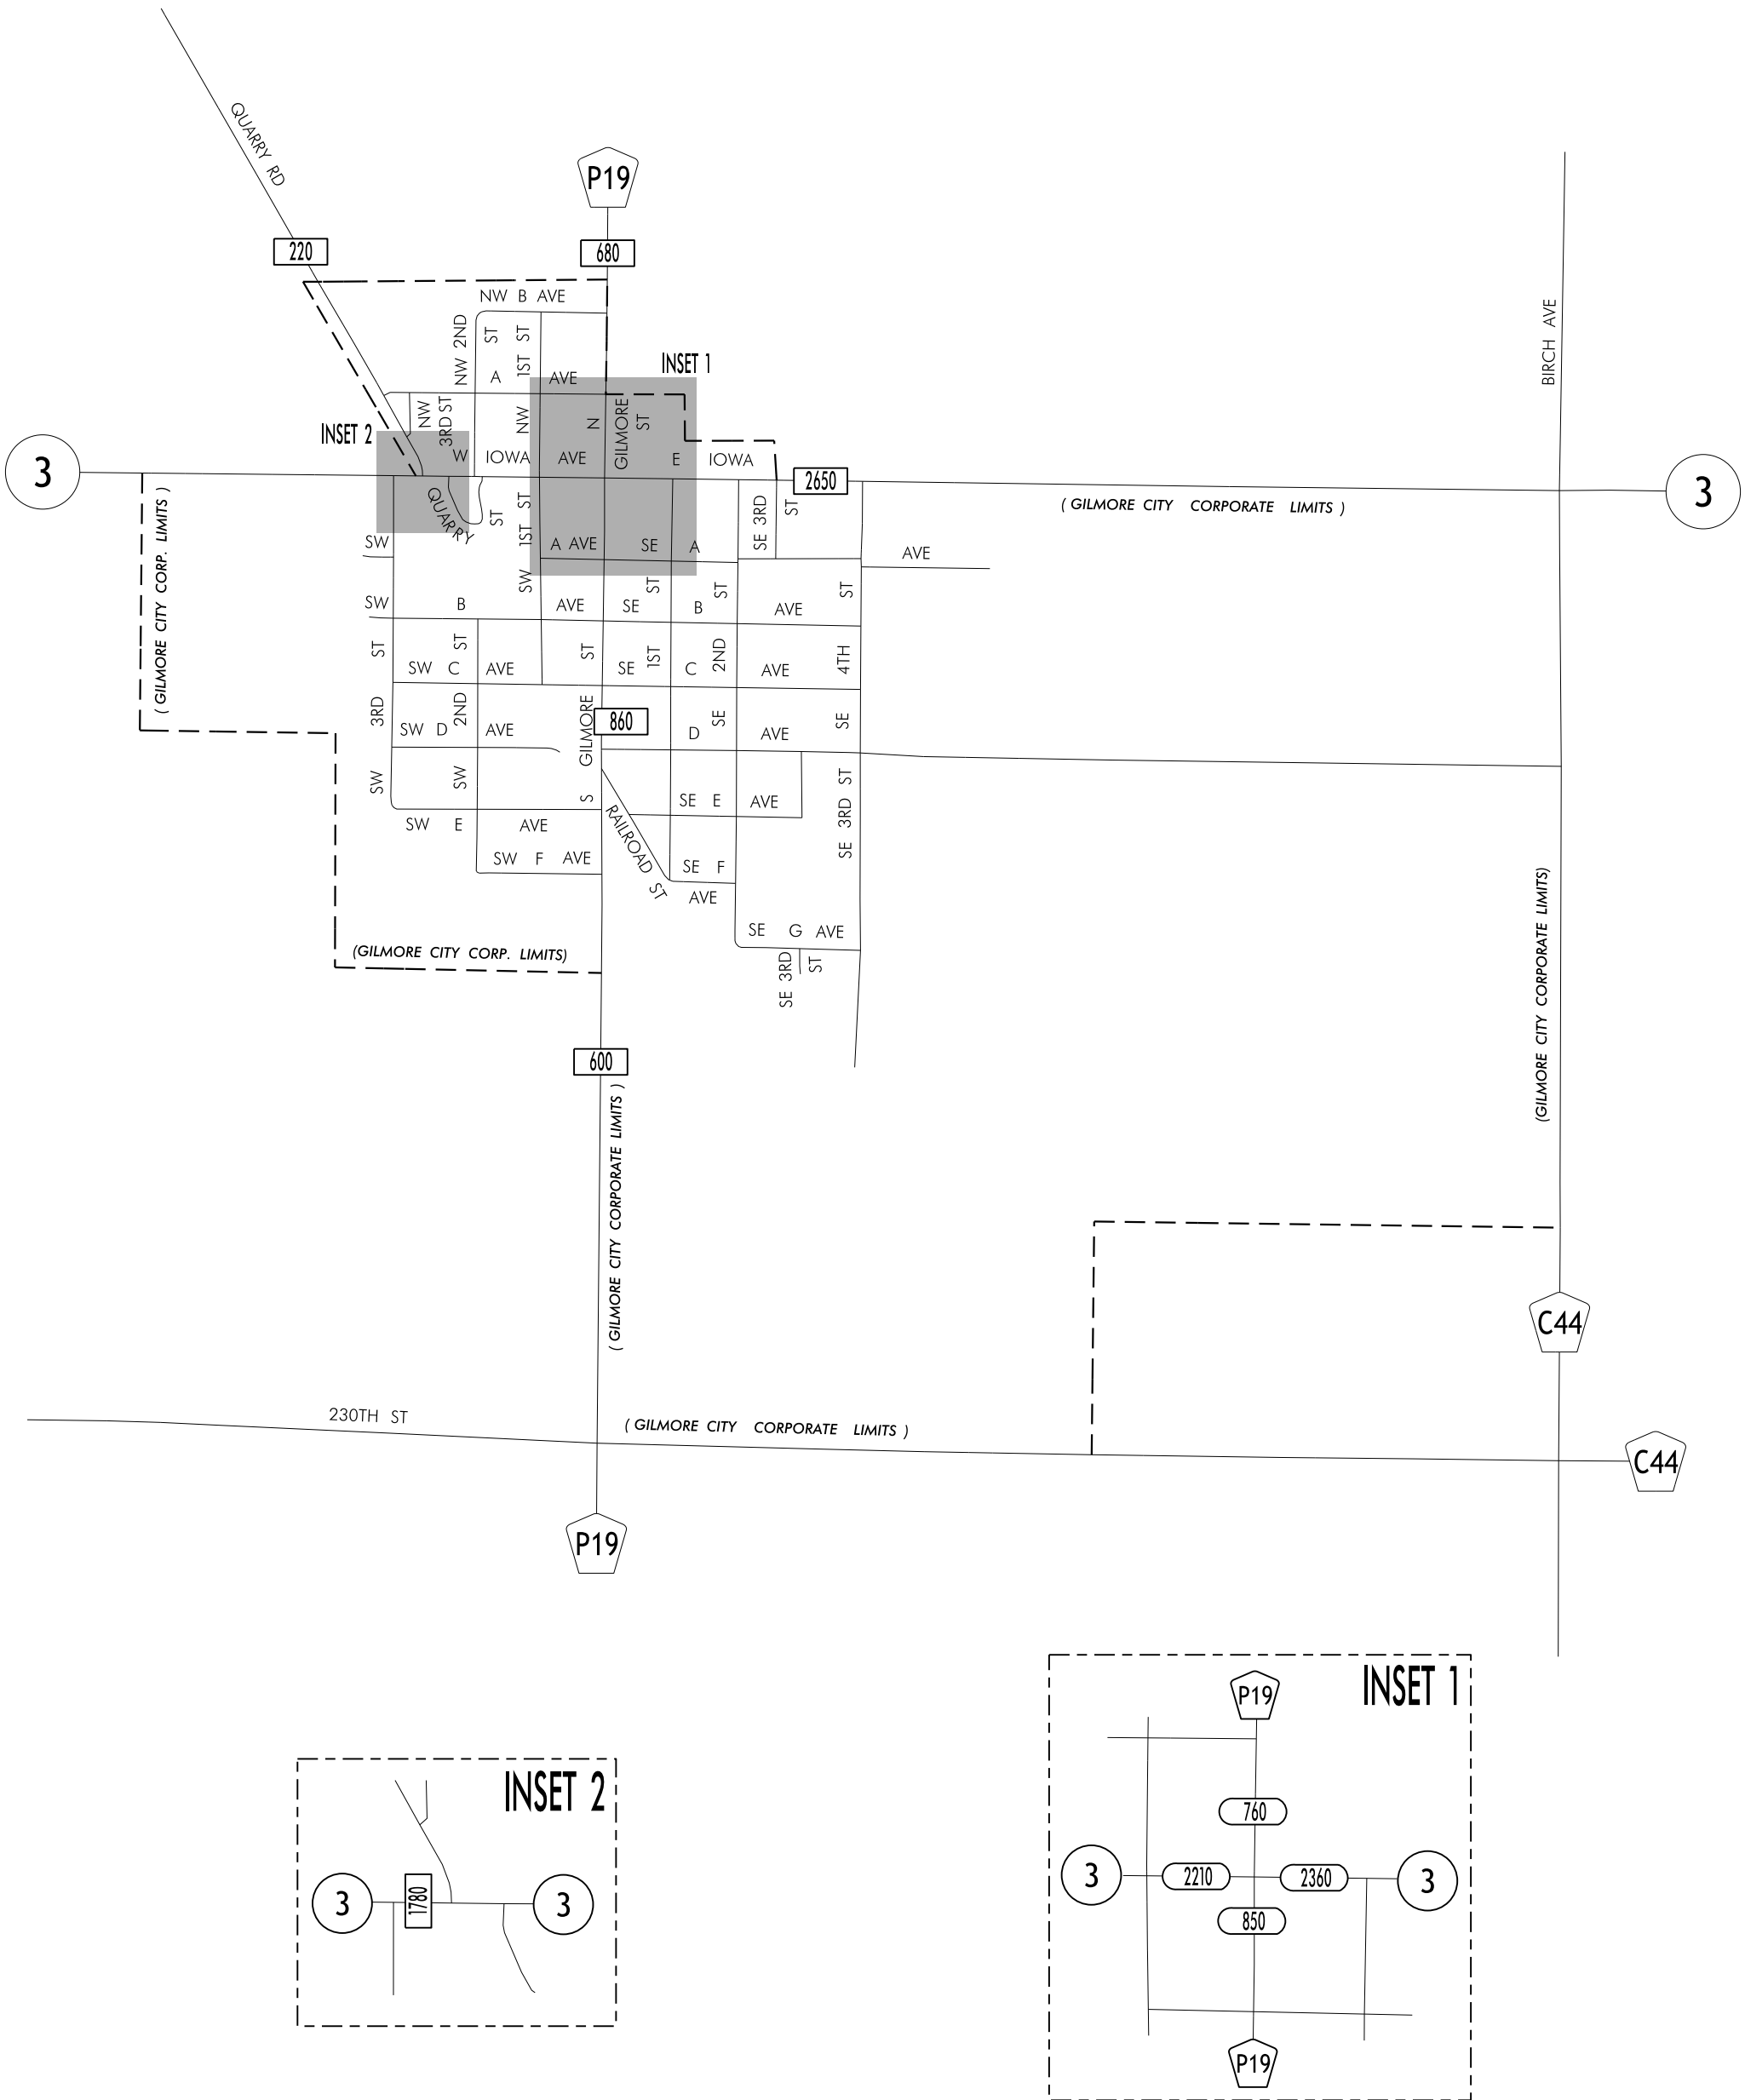 QUARRY RD
P19
220
680
NW B AVE
NW 2ND ST
NW 1ST ST
A AVE
BIRCH AVE
INSET 1
INSET 2
NW 3RD ST
N GILMORE ST
3
W IOWA AVE
E IOWA
2650
3
( GILMORE CITY CORPORATE LIMITS )
( GILMORE CITY CORP. LIMITS )
QUARRY ST
SW 1ST ST
SE 3RD ST
SW A AVE
SE A AVE
SW B AVE
SE B AVE
SW C AVE
SE C AVE
SW 3RD ST
SW 2ND ST
S GILMORE ST
SE 1ST ST
SE 2ND ST
SE 4TH ST
860
SW D AVE
D AVE
SW E AVE
SE E AVE
SE 3RD ST
RAILROAD ST
SW F AVE
SE F AVE
SE G AVE
SE 3RD ST
(GILMORE CITY CORP. LIMITS)
(GILMORE CITY CORPORATE LIMITS)
600
( GILMORE CITY CORPORATE LIMITS )
C44
230TH ST
( GILMORE CITY CORPORATE LIMITS )
C44
P19
INSET 1
P19
760
3
2210
2360
3
850
P19
INSET 2
3
1780
3